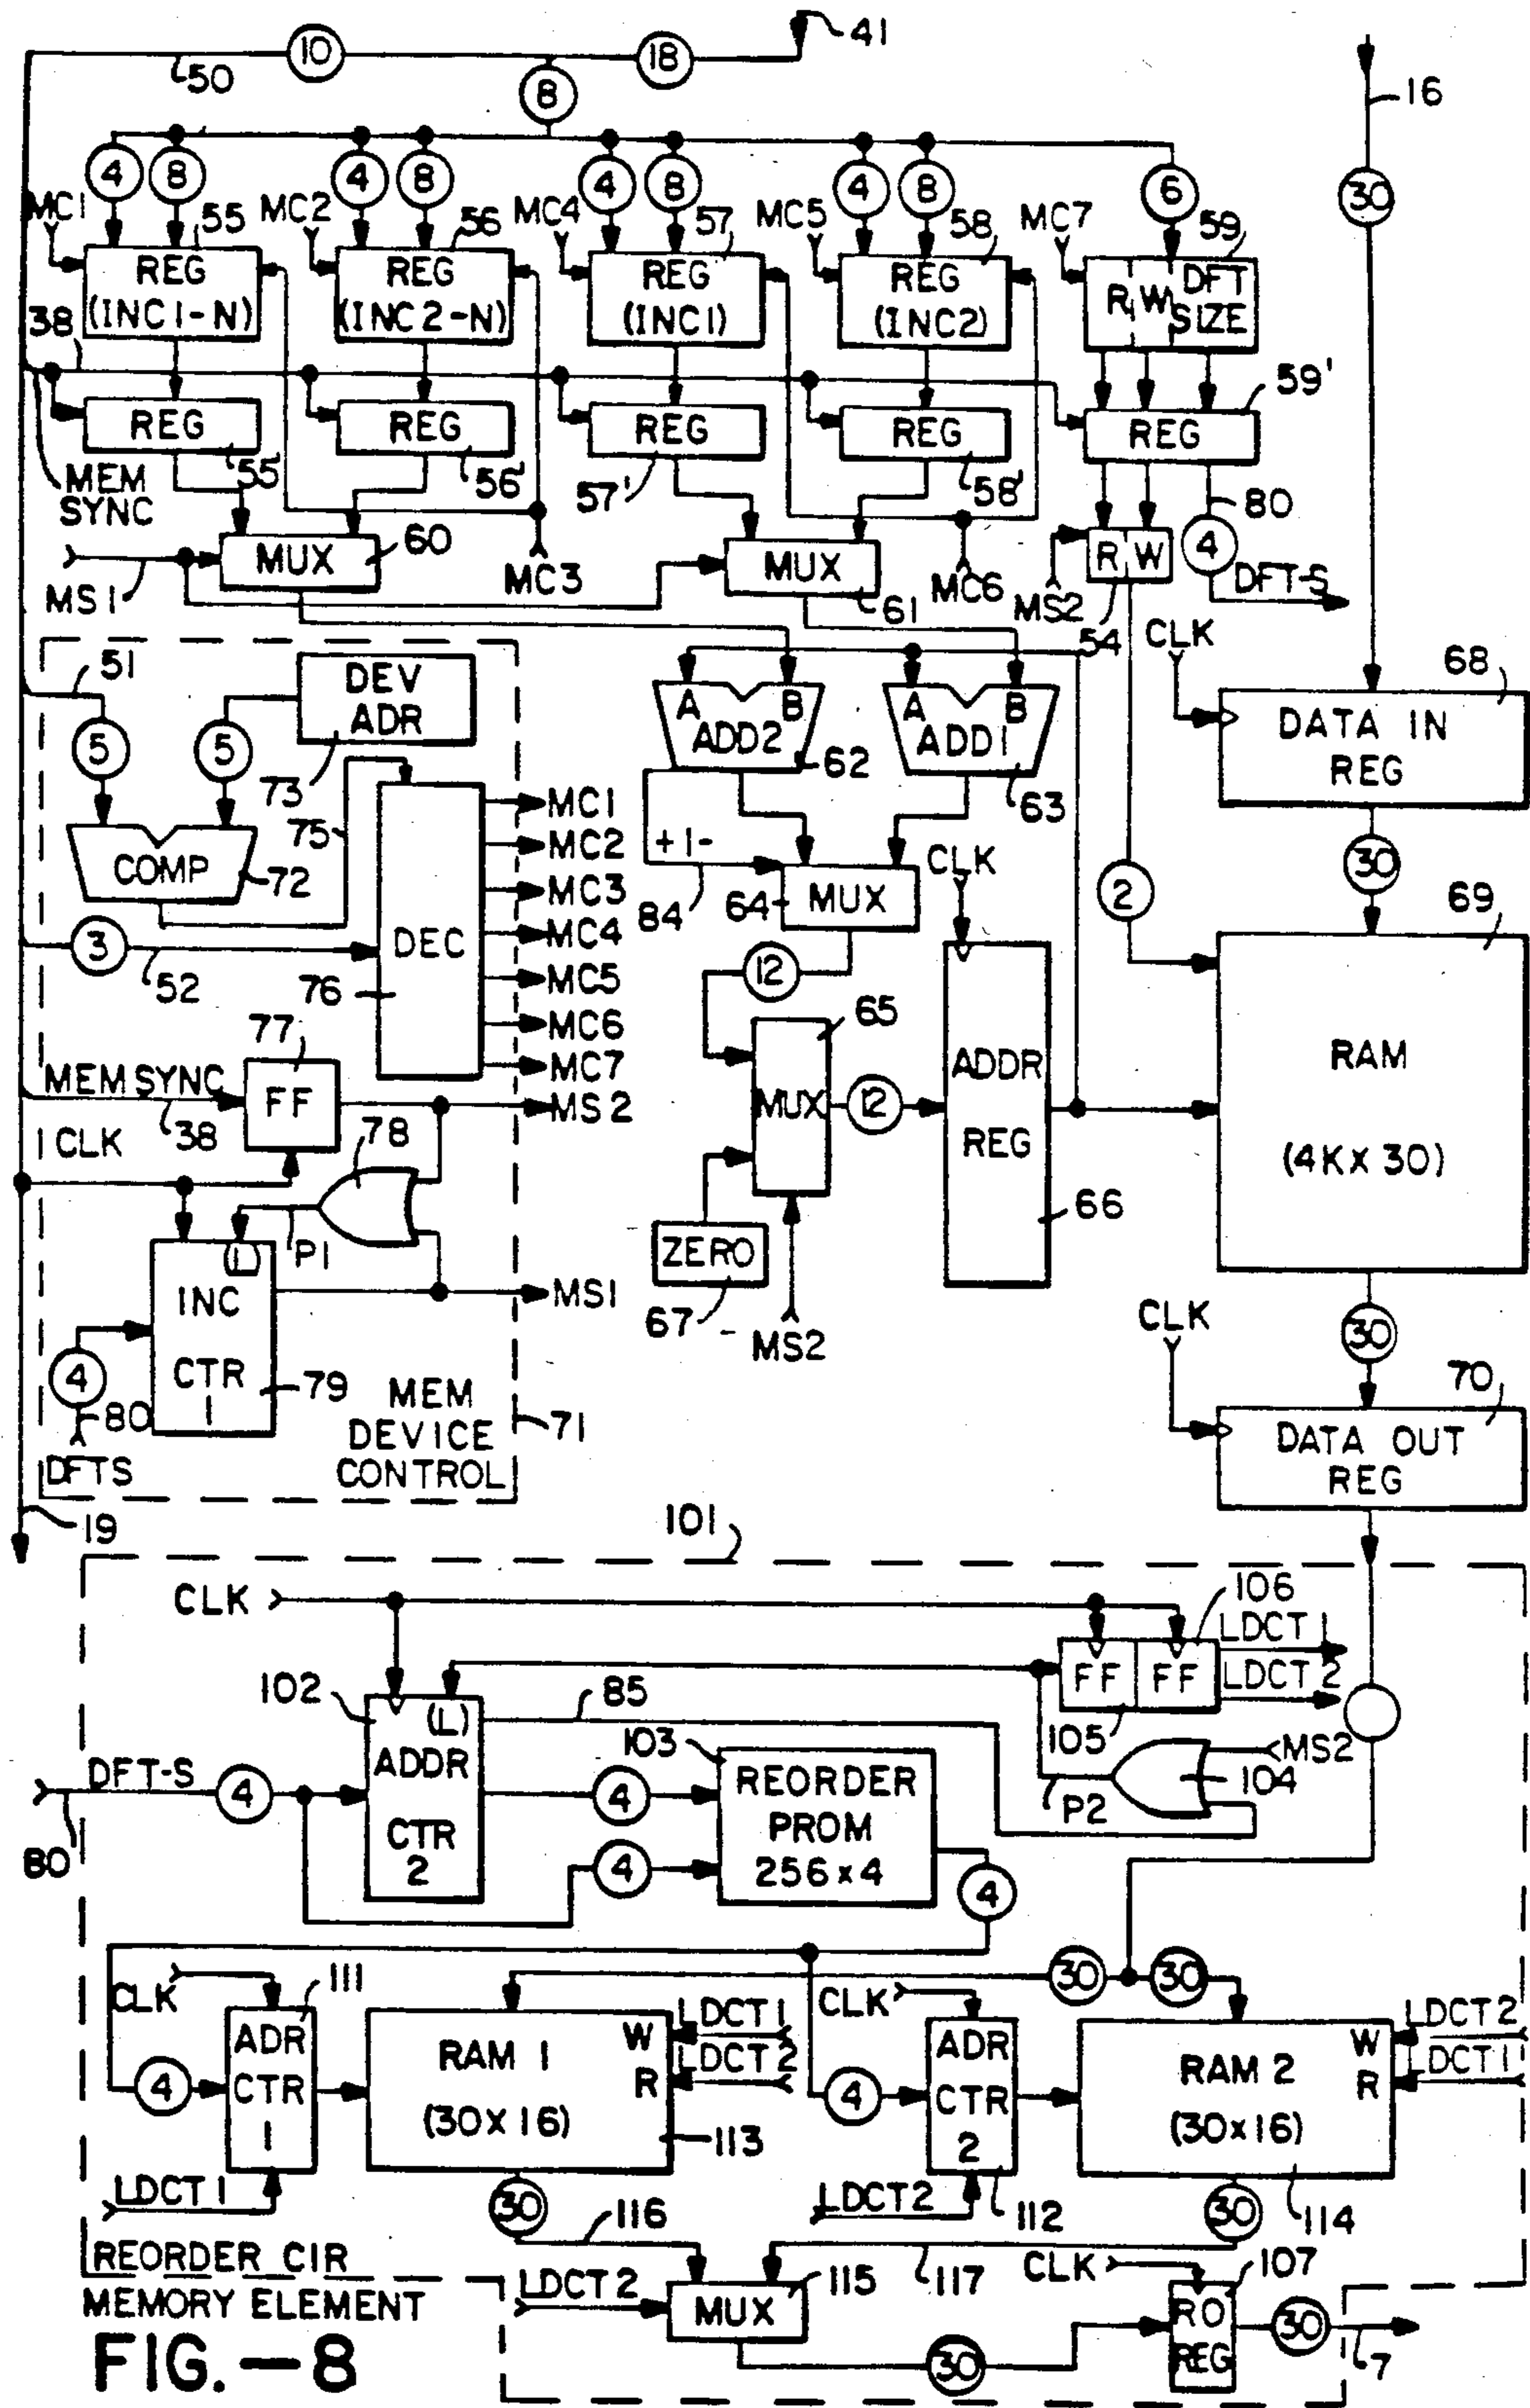 41
10
18
50
8
16
4 8 4 8 4 8 4 8 6 30
MC1 55 MC2 56 MC4 57 MC5 58 MC7 59
REG (INC1-N)
REG (INC2-N)
REG (INC1)
REG (INC2)
R W DFT SIZE
38
59'
REG REG REG REG REG
55' 56' 57' 58'
MEM SYNC
80
MUX 60
MUX 61
R W
4
MS1
MC3
MC6
MS2
54
DFT-S
CLK
68
51
DEV ADR
73
5 5
A B
ADD2
62
A B
ADD1
63
DATA IN REG
75
MC1
MC2
MC3
MC4
MC5
MC6
MC7
COMP
72
+1-
84
64
MUX
CLK
2
30
69
3
52
DEC
76
12
65
MUX
12
ADDR REG
66
RAM
(4K x 30)
77
MEM SYNC
38
FF
MS2
CLK
78
P1
(L)
INC CTR 1
79
MS1
ZERO
67
MS2
4
80
DFTS
MEM DEVICE CONTROL
71
CLK
30
70
DATA OUT REG
19
101
CLK
106
LDCT1
LDCT2
FF FF
105
102
(L)
ADDR CTR 2
85
103
REORDER PROM 256 x 4
MS2
104
P2
DFT-S
80
4
4
4
4
30 30
CLK
111
ADR CTR 1
4
LDCT1
RAM 1
(30 x 16)
W
R
LDCT1
LDCT2
113
CLK
ADR CTR 2
4
LDCT2
112
RAM 2
(30 x 16)
W
R
LDCT2
LDCT1
114
30
116
30
117
REORDER CIR
MEMORY ELEMENT
LDCT2
MUX
115
CLK
107
RO REG
30
30
7
FIG.-8